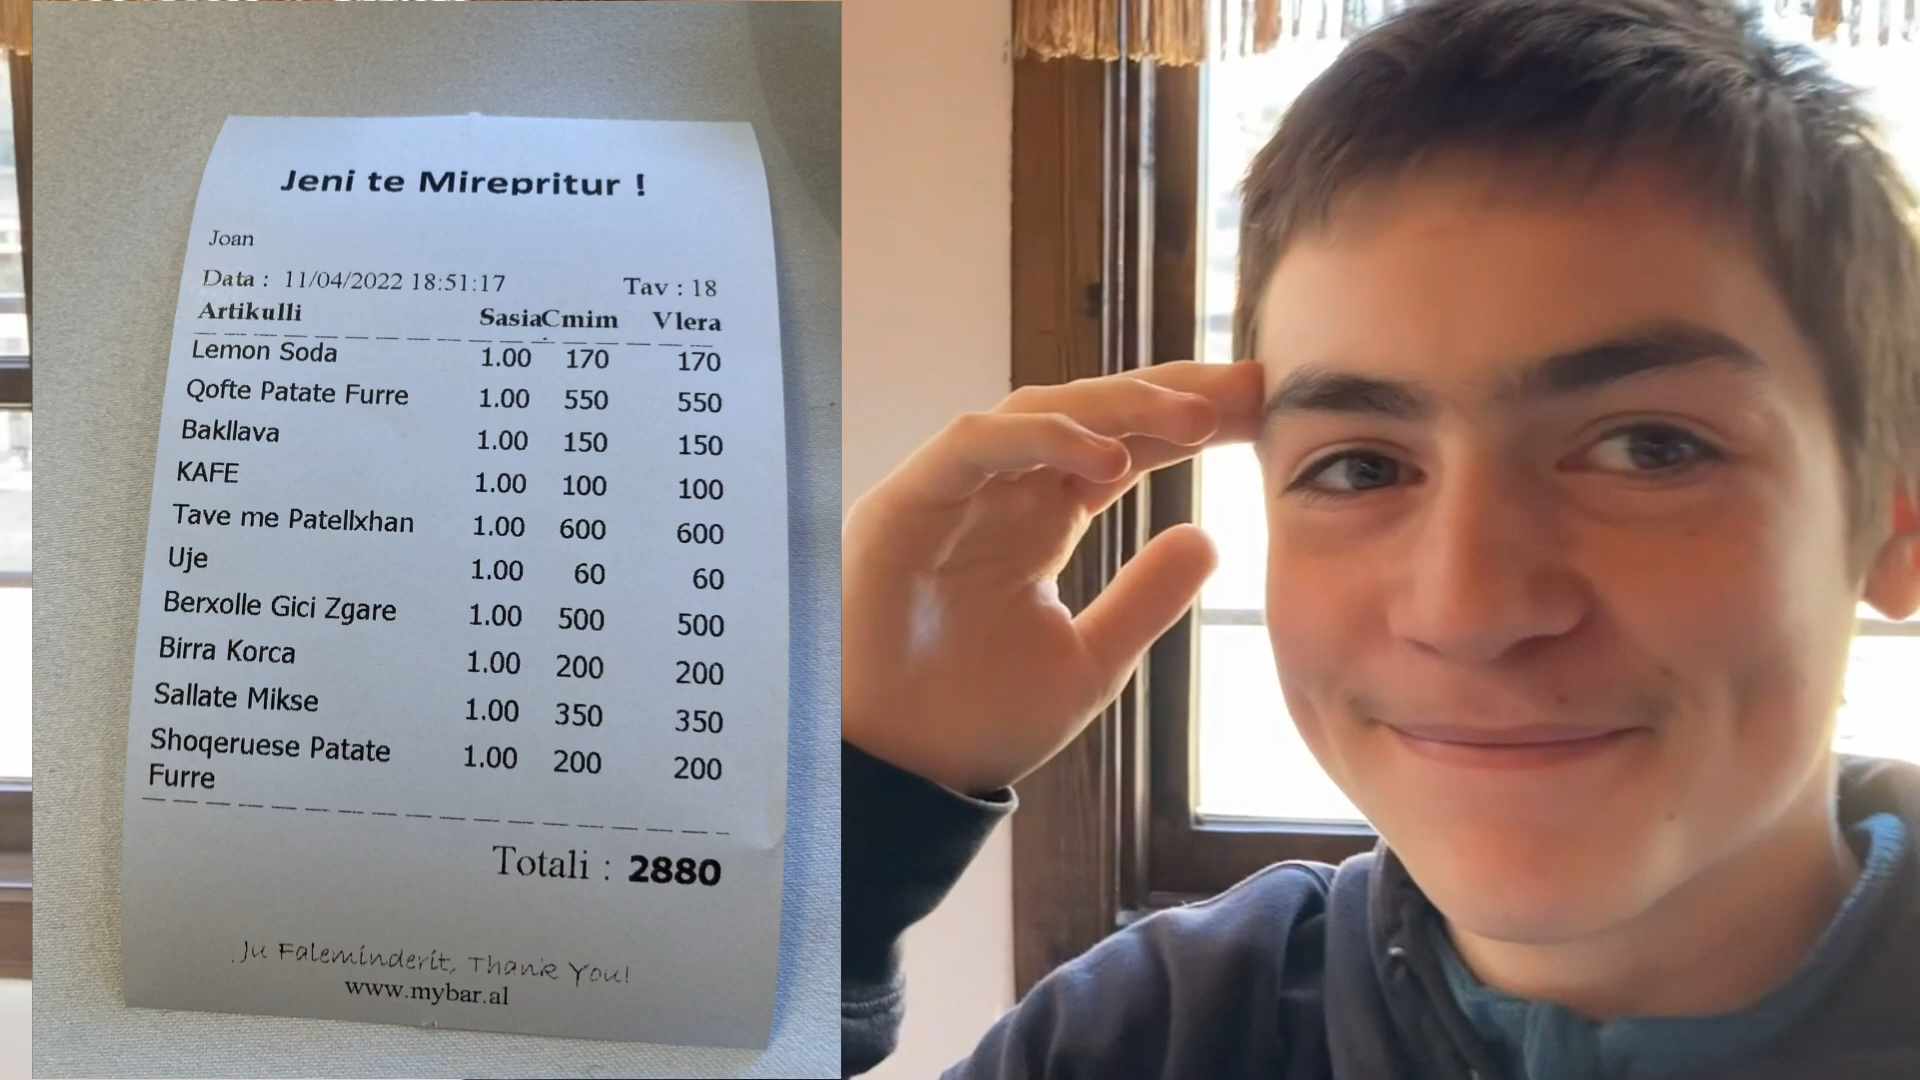 Jeni te Mirepritur !
Joan
Data : 11/04/2022 18:51:17 Tav : 18
Artikulli Sasia Cmim Vlera
Lemon Soda 1.00 170 170
Qofte Patate Furre 1.00 550 550
Bakllava 1.00 150 150
KAFE 1.00 100 100
Tave me Patellxhan 1.00 600 600
Uje 1.00 60 60
Berxolle Gici Zgare 1.00 500 500
Birra Korca 1.00 200 200
Sallate Mikse 1.00 350 350
Shoqeruese Patate 1.00 200 200
Furre
Totali : 2880
Ju Faleminderit, Thank You!
www.mybar.al